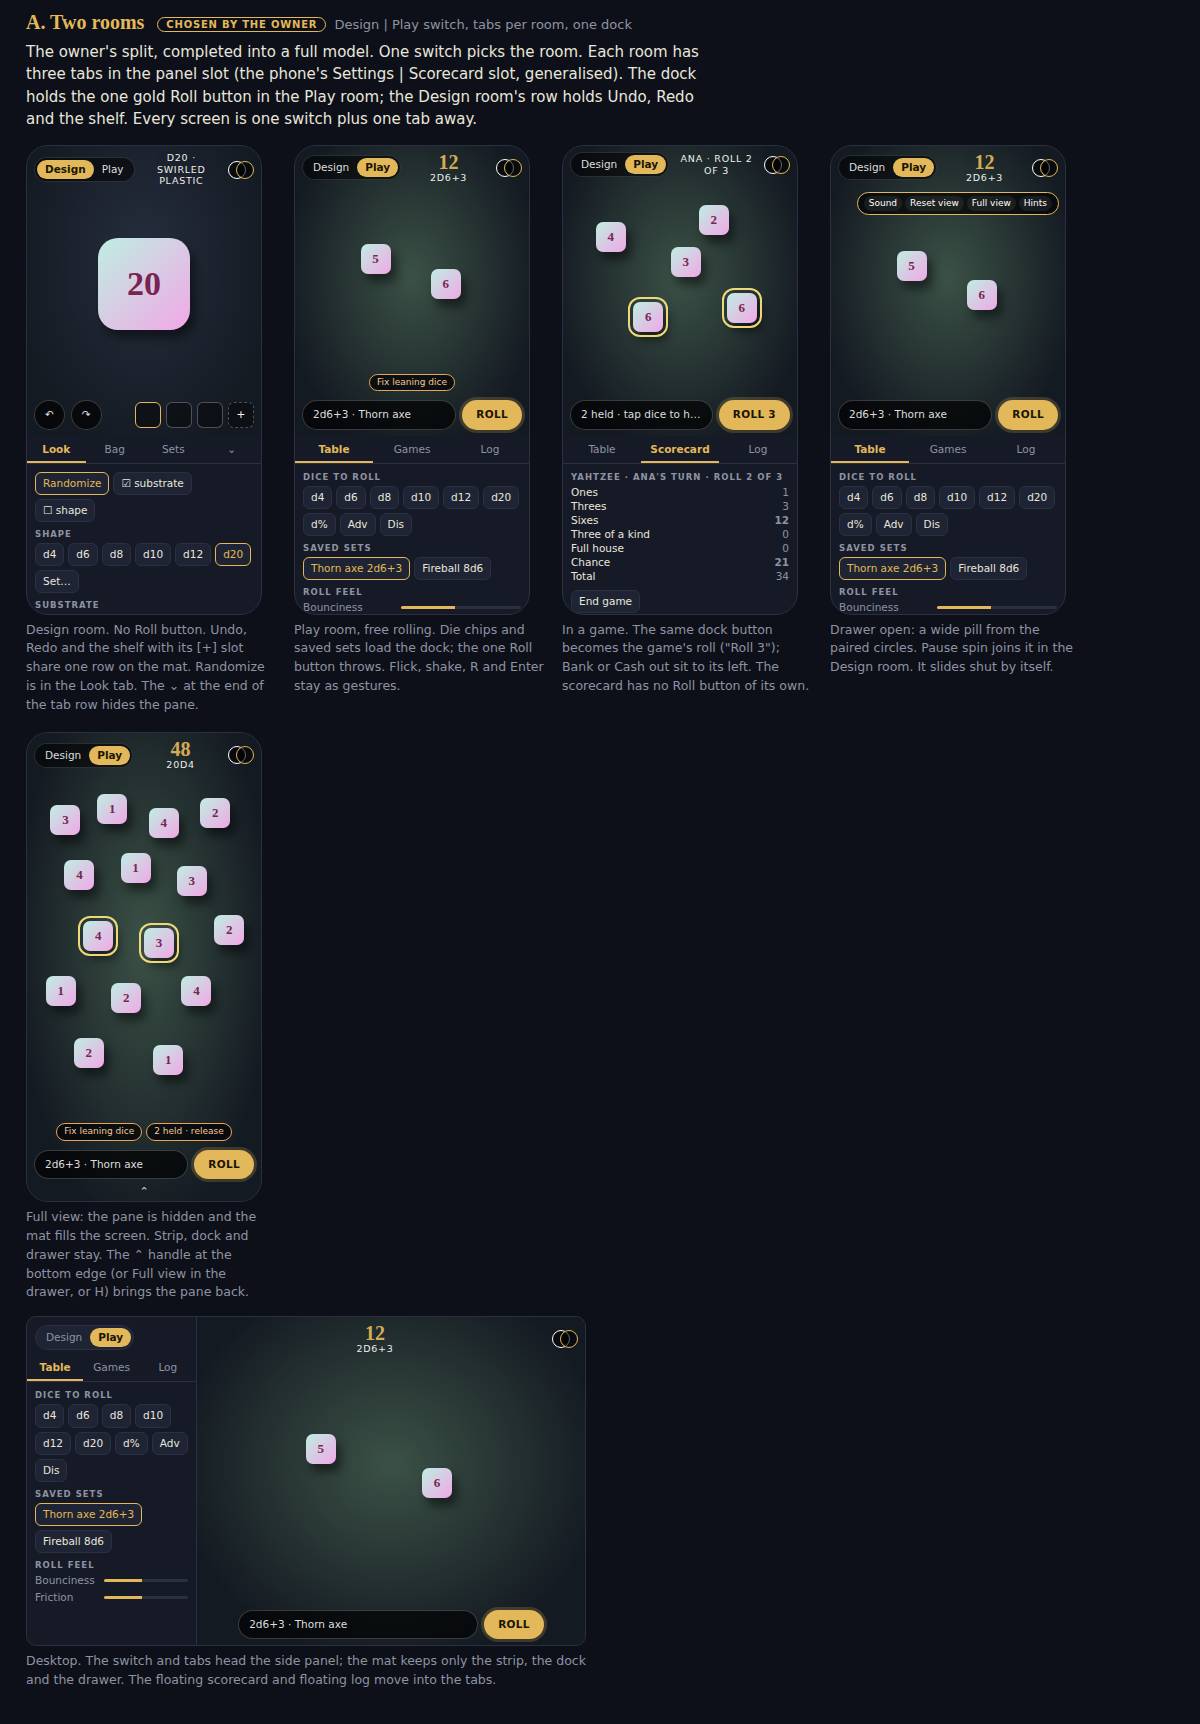 A. Two rooms CHOSEN BY THE OWNER Design | Play switch, tabs per room, one dock
The owner's split, completed into a full model. One switch picks the room. Each room has
three tabs in the panel slot (the phone's Settings | Scorecard slot, generalised). The dock
holds the one gold Roll button in the Play room; the Design room's row holds Undo, Redo
and the shelf. Every screen is one switch plus one tab away.
Design Play
D20 ·
SWIRLED
PLASTIC
20
↶ ↷ +
Look Bag Sets ⌄
Randomize ☑ substrate
☐ shape
SHAPE
d4 d6 d8 d10 d12 d20
Set...
SUBSTRATE
Design room. No Roll button. Undo,
Redo and the shelf with its [+] slot
share one row on the mat. Randomize
is in the Look tab. The ⌄ at the end of
the tab row hides the pane.
Design Play
12
2D6+3
5
6
Fix leaning dice
2d6+3 · Thorn axe ROLL
Table Games Log
DICE TO ROLL
d4 d6 d8 d10 d12 d20
d% Adv Dis
SAVED SETS
Thorn axe 2d6+3 Fireball 8d6
ROLL FEEL
Bounciness
Play room, free rolling. Die chips and
saved sets load the dock; the one Roll
button throws. Flick, shake, R and Enter
stay as gestures.
Design Play
ANA · ROLL 2
OF 3
2
4
3
6
6
2 held · tap dice to h... ROLL 3
Table Scorecard Log
YAHTZEE · ANA'S TURN · ROLL 2 OF 3
Ones 1
Threes 3
Sixes 12
Three of a kind 0
Full house 0
Chance 21
Total 34
End game
In a game. The same dock button
becomes the game's roll ("Roll 3");
Bank or Cash out sit to its left. The
scorecard has no Roll button of its own.
Design Play
12
2D6+3
Sound Reset view Full view Hints
5
6
2d6+3 · Thorn axe ROLL
Table Games Log
DICE TO ROLL
d4 d6 d8 d10 d12 d20
d% Adv Dis
SAVED SETS
Thorn axe 2d6+3 Fireball 8d6
ROLL FEEL
Bounciness
Drawer open: a wide pill from the
paired circles. Pause spin joins it in the
Design room. It slides shut by itself.
Design Play
48
20D4
3 1 4 2
4 1 3
4 3 2
1 2 4
2 1
Fix leaning dice 2 held · release
2d6+3 · Thorn axe ROLL
⌃
Full view: the pane is hidden and the
mat fills the screen. Strip, dock and
drawer stay. The ⌃ handle at the
bottom edge (or Full view in the
drawer, or H) brings the pane back.
Design Play
Table Games Log
DICE TO ROLL
d4 d6 d8 d10
d12 d20 d% Adv
Dis
SAVED SETS
Thorn axe 2d6+3
Fireball 8d6
ROLL FEEL
Bounciness
Friction
12
2D6+3
5
6
2d6+3 · Thorn axe ROLL
Desktop. The switch and tabs head the side panel; the mat keeps only the strip, the dock
and the drawer. The floating scorecard and floating log move into the tabs.